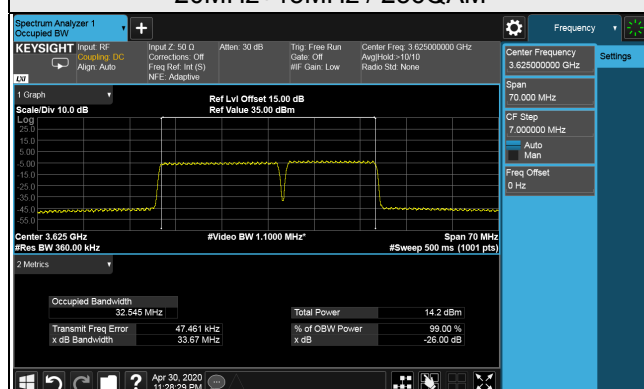 20MHz+15MHz / 256QAM
Spectrum Analyzer 1
Occupied BW
Frequency
KEYSIGHT
Input: RF
Coupling: DC
Align: Auto
Input Z: 50 Ω
Corrections: Off
Freq Ref: Int (S)
NFE: Adaptive
Atten: 30 dB
Trig: Free Run
Gate: Off
#IF Gain: Low
Center Freq: 3.625000000 GHz
Avg|Hold:>10/10
Radio Std: None
LXI
Center Frequency
3.625000000 GHz
Settings
Span
70.000 MHz
CF Step
7.000000 MHz
Auto
Man
Freq Offset
0 Hz
1 Graph
Scale/Div 10.0 dB
Ref Lvl Offset 15.00 dB
Ref Value 35.00 dBm
Log
25.0
15.0
5.00
-5.00
-15.0
-25.0
-35.0
-45.0
-55.0
Center 3.625 GHz
#Res BW 360.00 kHz
#Video BW 1.1000 MHz*
Span 70 MHz
#Sweep 500 ms (1001 pts)
2 Metrics
Occupied Bandwidth
32.545 MHz
Total Power 14.2 dBm
Transmit Freq Error 47.461 kHz
% of OBW Power 99.00 %
x dB Bandwidth 33.67 MHz
x dB -26.00 dB
Apr 30, 2020
11:28:29 PM